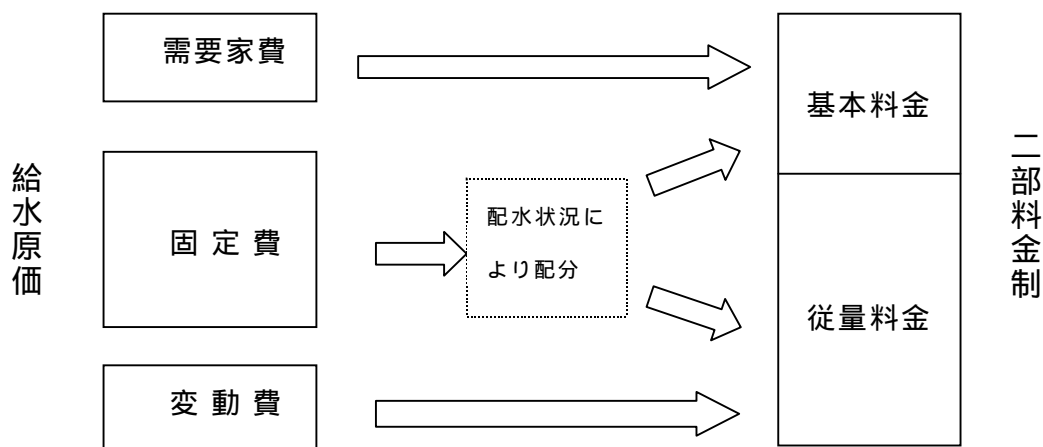 給水原価
需要家費
固定費
変動費
配水状況に
より配分
基本料金
従量料金
二部料金制